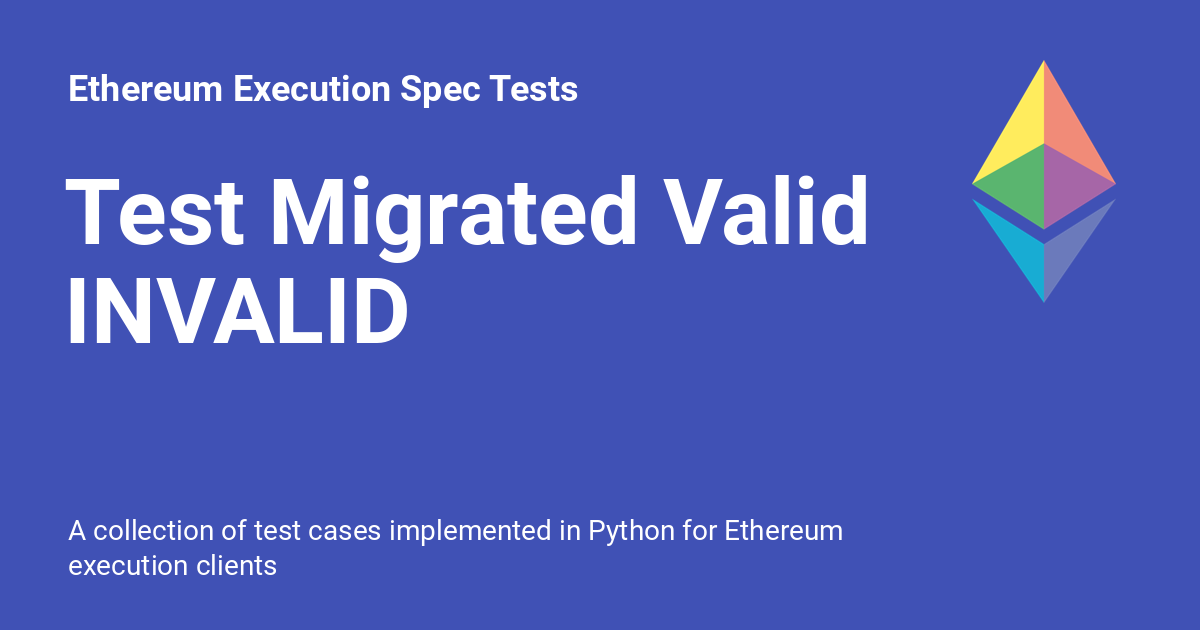 Ethereum Execution Spec Tests
Test Migrated Valid
INVALID
A collection of test cases implemented in Python for Ethereum
execution clients